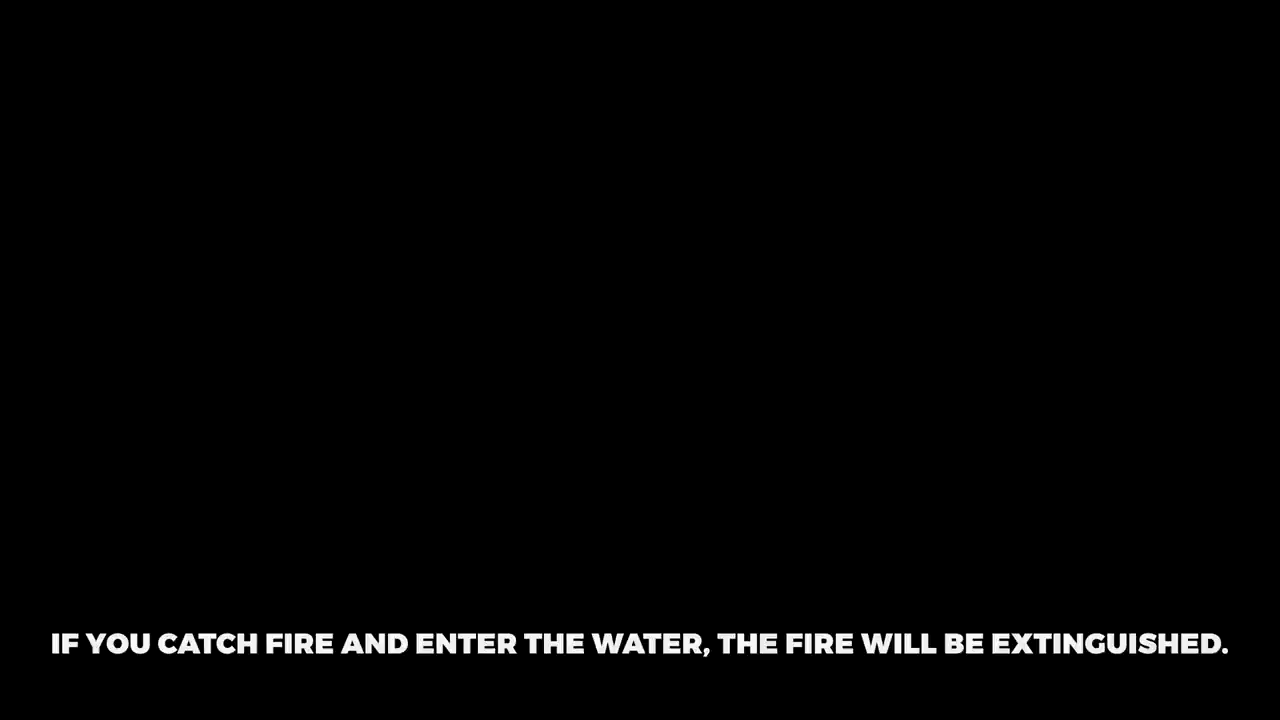 IF YOU CATCH FIRE AND ENTER THE WATER, THE FIRE WILL BE EXTINGUISHED.